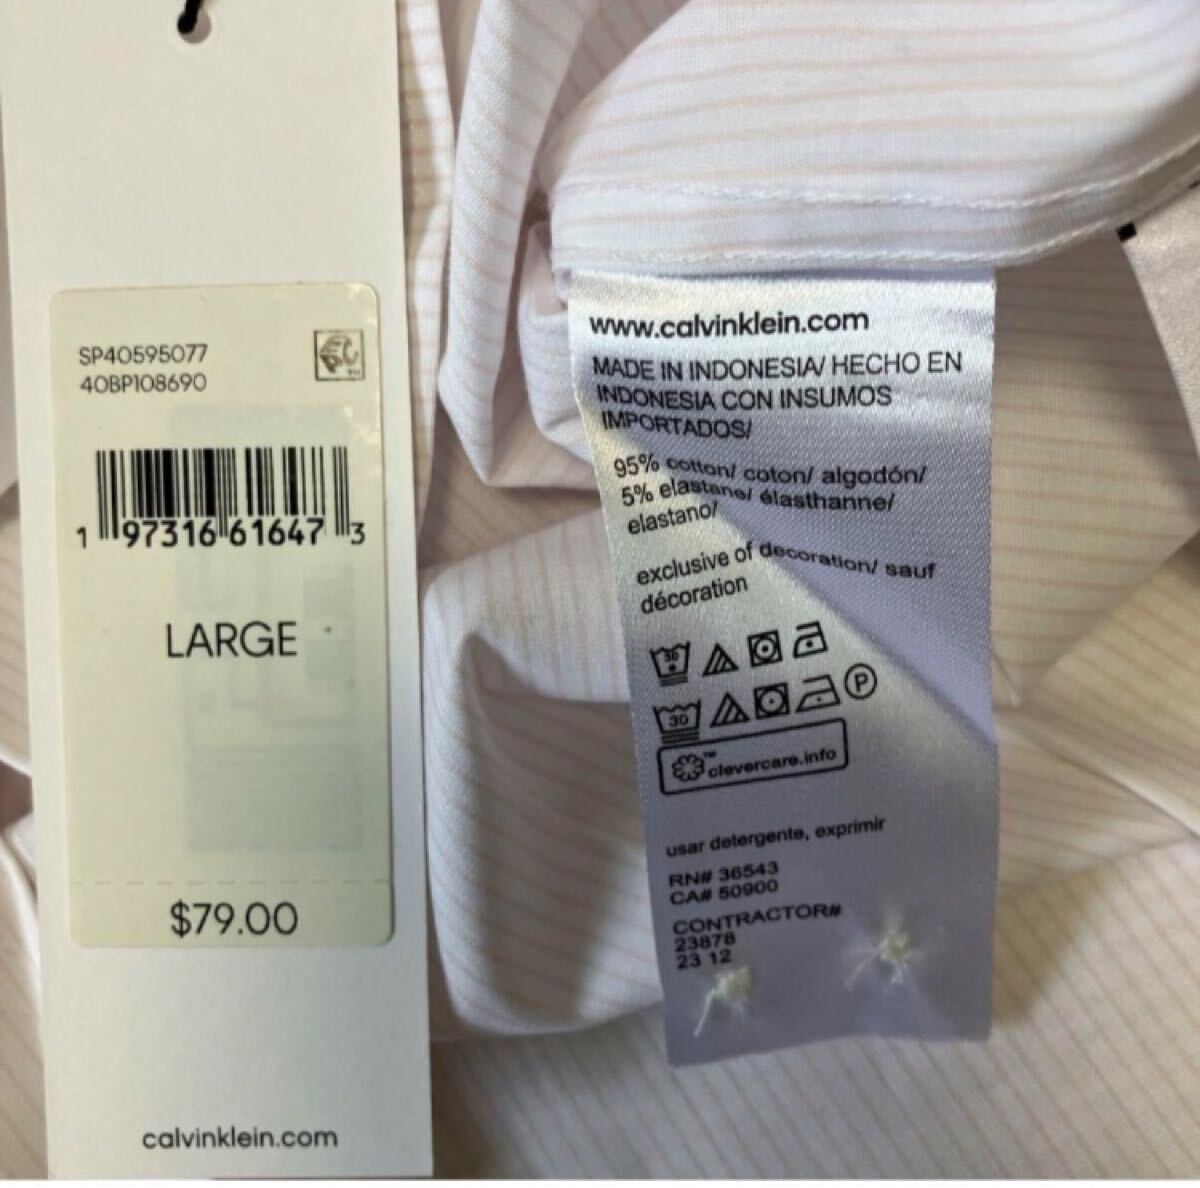 SP40595077
40BP108690
1 97316 61647 3
LARGE
$79.00
calvinklein.com
www.calvinklein.com
MADE IN INDONESIA/ HECHO EN
INDONESIA CON INSUMOS
IMPORTADOS/
95% cotton/ coton/ algodón/
5% elastane/ élasthanne/
elastano/
exclusive of decoration/ sauf
décoration
30
P
clevercare.info
usar detergente, exprimir
RN# 36543
CA# 50900
CONTRACTOR#
23878
23 12